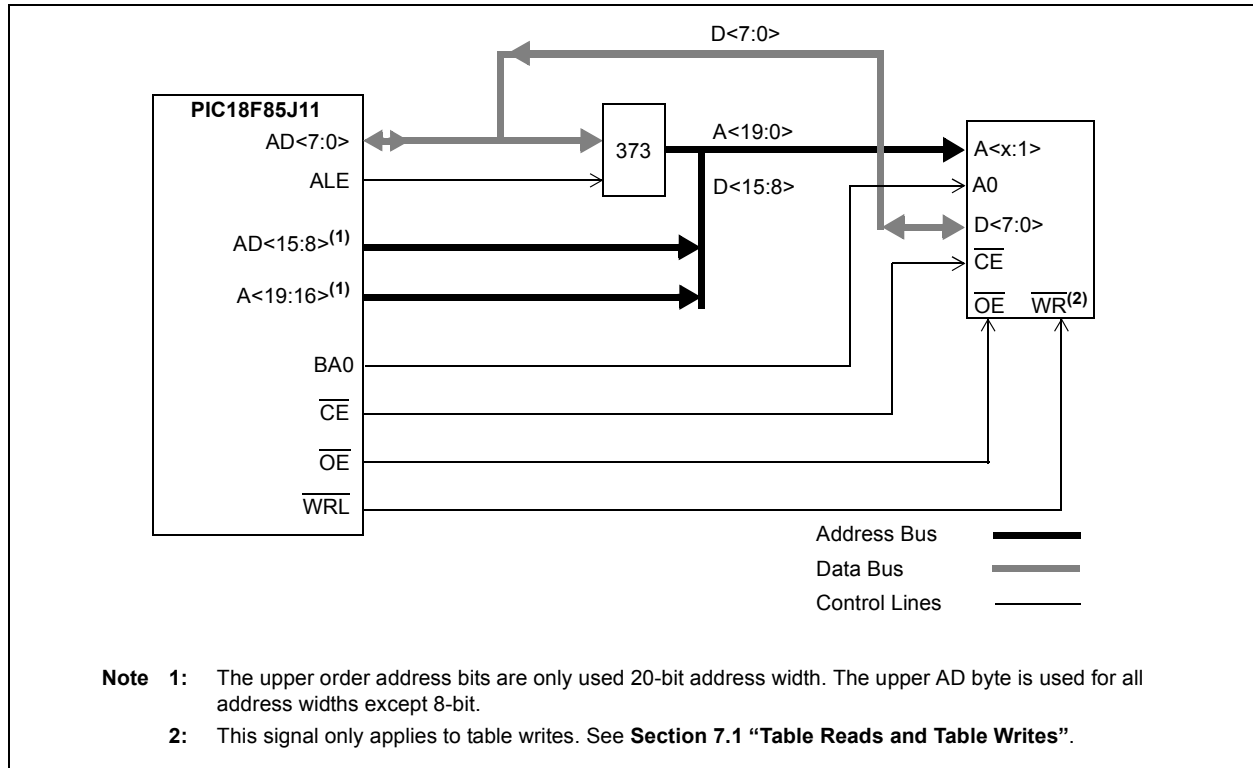 D<7:0>
PIC18F85J11
AD<7:0>
373
A<19:0>
A<x:1>
ALE
D<15:8>
A0
AD<15:8>(1)
D<7:0>
CE
A<19:16>(1)
OE WR(2)
BA0
CE
OE
WRL
Address Bus
Data Bus
Control Lines
Note 1: The upper order address bits are only used 20-bit address width. The upper AD byte is used for all
address widths except 8-bit.
2: This signal only applies to table writes. See Section 7.1 “Table Reads and Table Writes”.